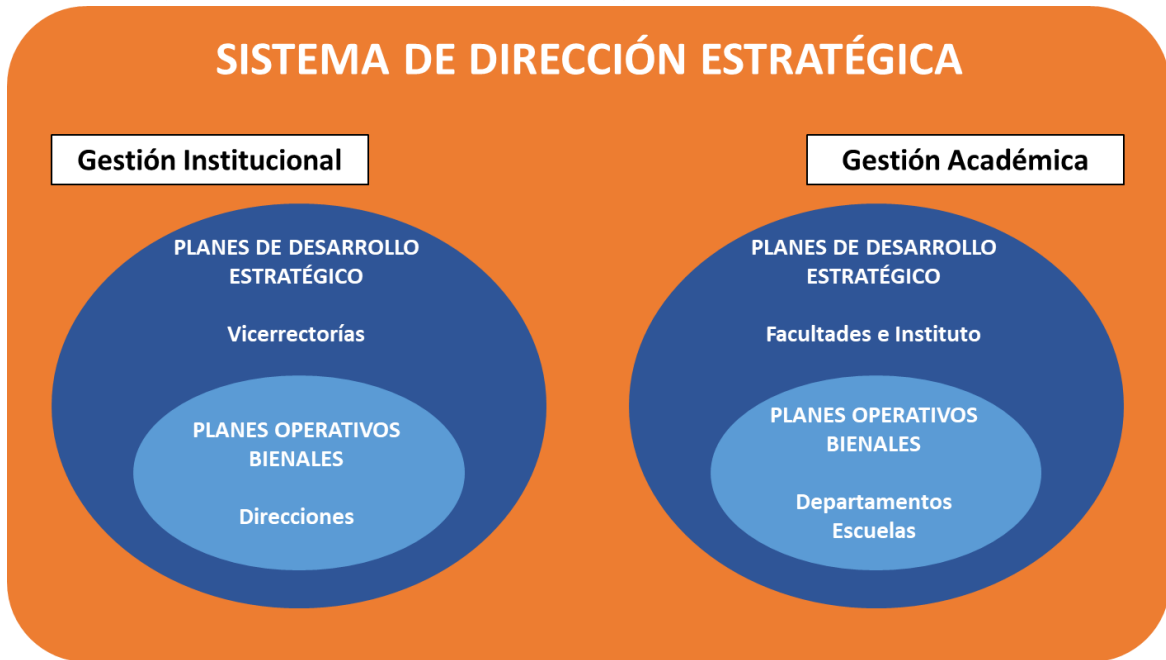 SISTEMA DE DIRECCIÓN ESTRATÉGICA
Gestión Institucional
PLANES DE DESARROLLO
ESTRATÉGICO
Vicerrectorías
PLANES OPERATIVOS
BIENALES
Direcciones
Gestión Académica
PLANES DE DESARROLLO
ESTRATÉGICO
Facultades e Instituto
PLANES OPERATIVOS
BIENALES
Departamentos
Escuelas